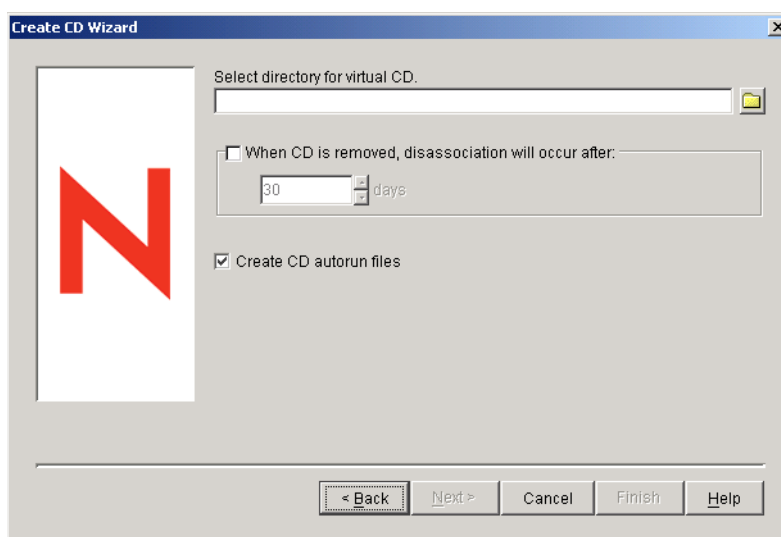 Create CD Wizard
Select directory for virtual CD.
When CD is removed, disassociation will occur after:
30 days
Create CD autorun files
< Back Next > Cancel Finish Help